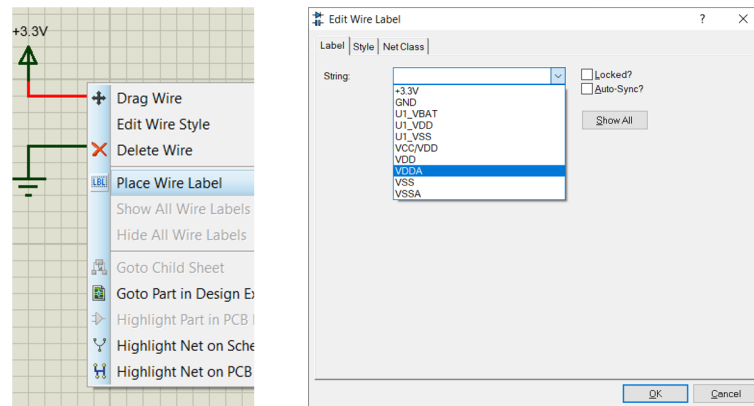 +3.3V
Drag Wire
Edit Wire Style
Delete Wire
LBL Place Wire Label
Show All Wire Labels
Hide All Wire Labels
Goto Child Sheet
Goto Part in Design Ex
Highlight Part in PCB
Highlight Net on Sche
Highlight Net on PCB
Edit Wire Label
?
Label Style Net Class
String:
Locked?
Auto-Sync?
Show All
+3.3V
GND
U1_VBAT
U1_VDD
U1_VSS
VCC/VDD
VDD
VDDA
VSS
VSSA
OK Cancel